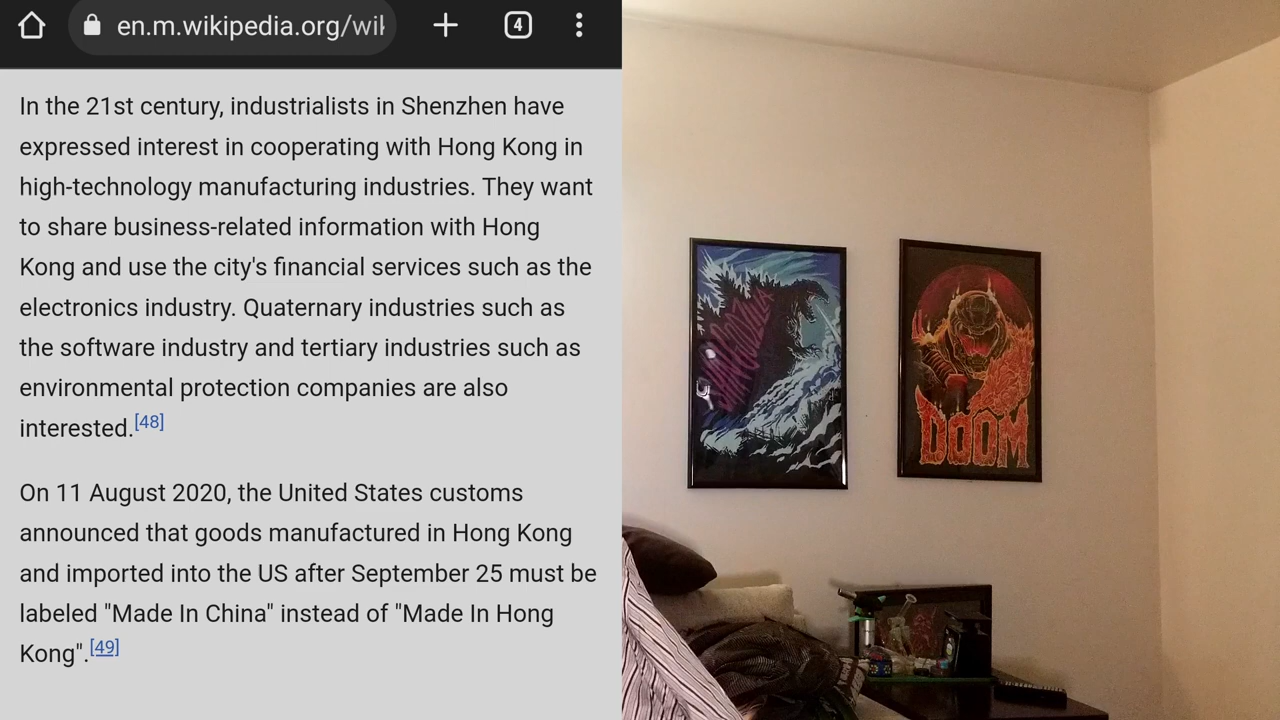 en.m.wikipedia.org/wil
4
In the 21st century, industrialists in Shenzhen have
expressed interest in cooperating with Hong Kong in
high-technology manufacturing industries. They want
to share business-related information with Hong
Kong and use the city's financial services such as the
electronics industry. Quaternary industries such as
the software industry and tertiary industries such as
environmental protection companies are also
interested.[48]
On 11 August 2020, the United States customs
announced that goods manufactured in Hong Kong
and imported into the US after September 25 must be
labeled "Made In China" instead of "Made In Hong
Kong".[49]
DOOM